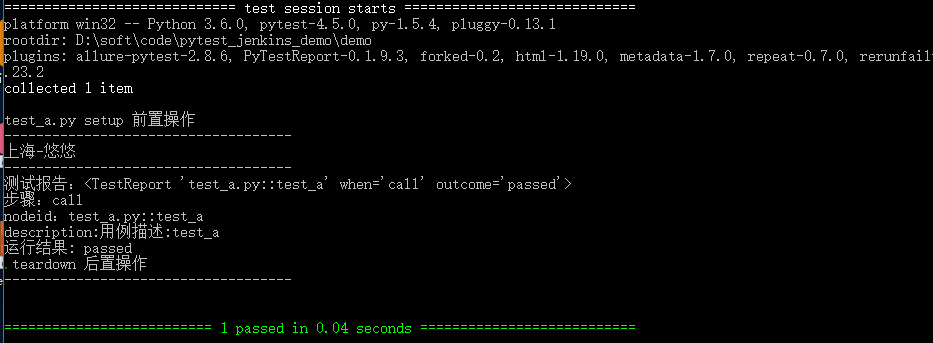 ============================= test session starts =============================
platform win32 -- Python 3.6.0, pytest-4.5.0, py-1.5.4, pluggy-0.13.1
rootdir: D:\soft\code\pytest_jenkins_demo\demo
plugins: allure-pytest-2.8.6, PyTestReport-0.1.9.3, forked-0.2, html-1.19.0, metadata-1.7.0, repeat-0.7.0, rerunfail
.23.2
collected 1 item
test_a.py setup 前置操作
------------------------------------
上海-悠悠
------------------------------------
测试报告：<TestReport 'test_a.py::test_a' when='call' outcome='passed'>
步骤：call
nodeid：test_a.py::test_a
description:用例描述:test_a
运行结果: passed
.teardown 后置操作
------------------------------------
========================== 1 passed in 0.04 seconds ===========================